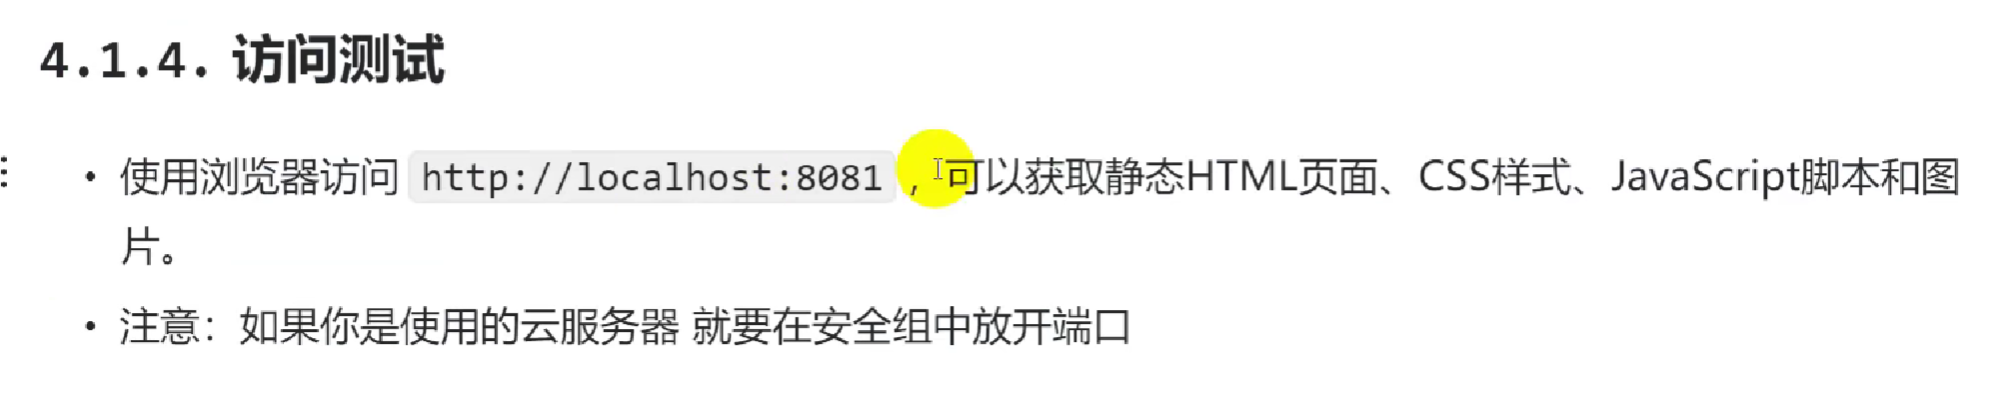 4.1.4. 访问测试
• 使用浏览器访问 http://localhost:8081 ，可以获取静态HTML页面、CSS样式、JavaScript脚本和图
片。
• 注意：如果你是使用的云服务器 就要在安全组中放开端口